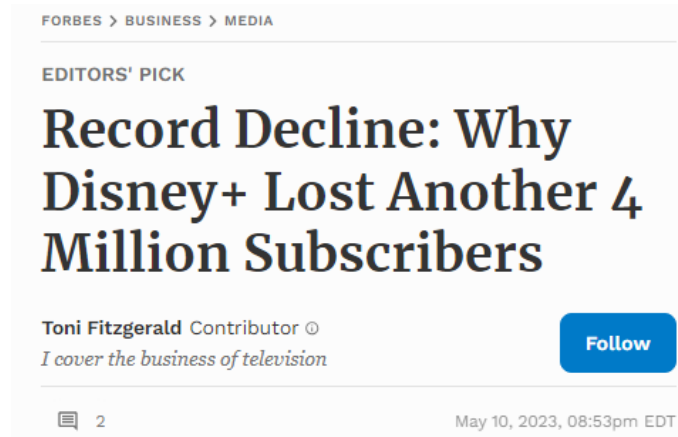 FORBES > BUSINESS > MEDIA
EDITORS' PICK
Record Decline: Why
Disney+ Lost Another 4
Million Subscribers
Toni Fitzgerald Contributor
Follow
I cover the business of television
2
May 10, 2023, 08:53pm EDT